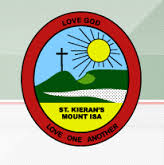 LOVE GOD
ST. KIERAN'S
MOUNT ISA
LOVE ONE ANOTHER